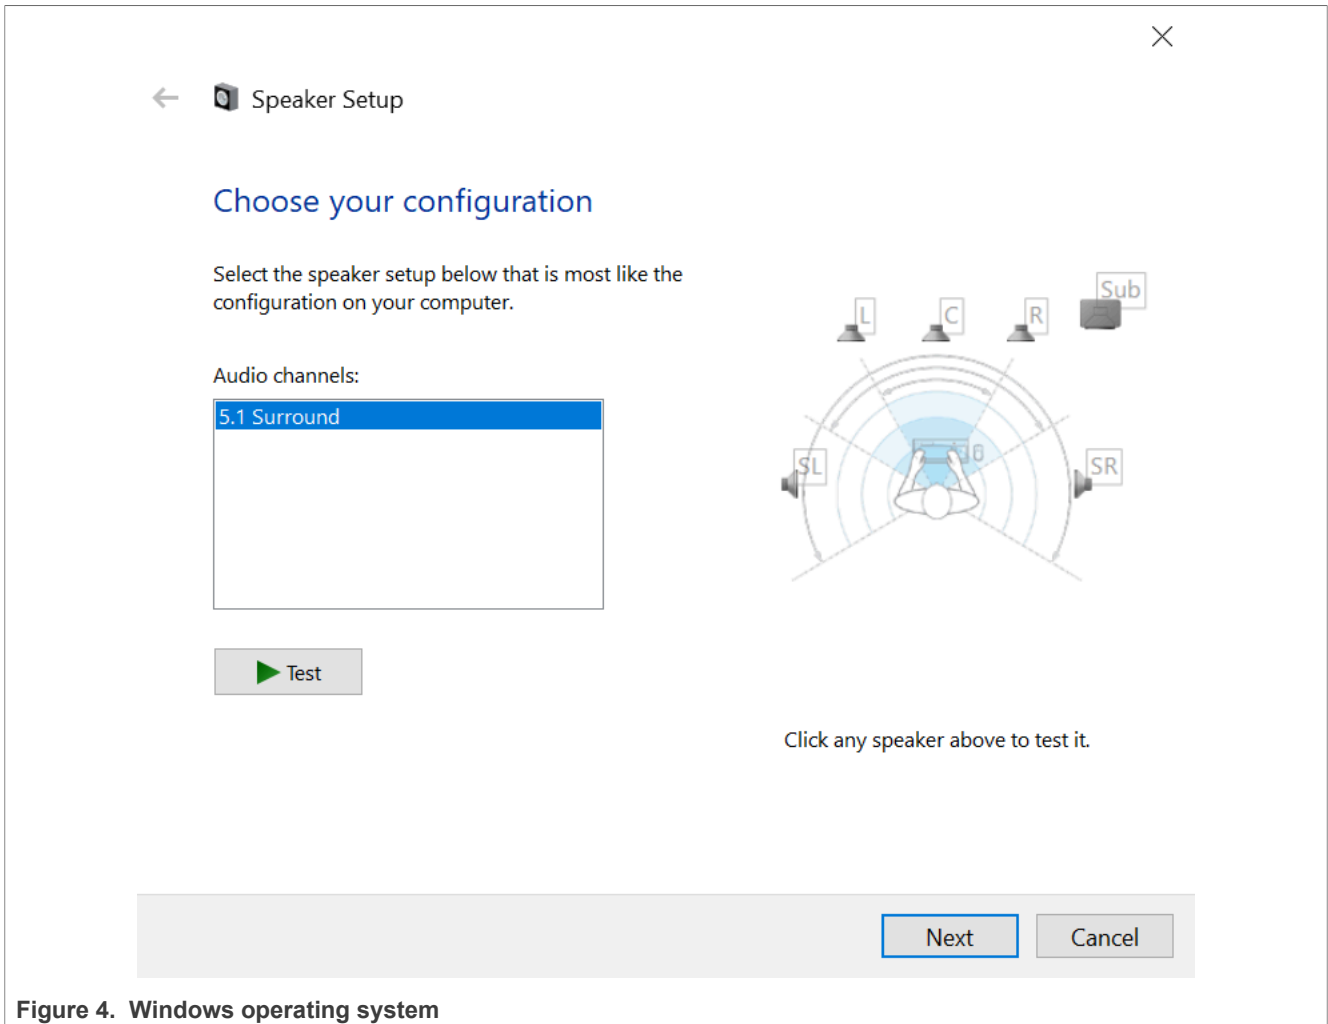 Speaker Setup
Choose your configuration
Select the speaker setup below that is most like the
configuration on your computer.
Audio channels:
5.1 Surround
Test
L
C
R
Sub
SL
SR
Click any speaker above to test it.
Next
Cancel
Figure 4. Windows operating system